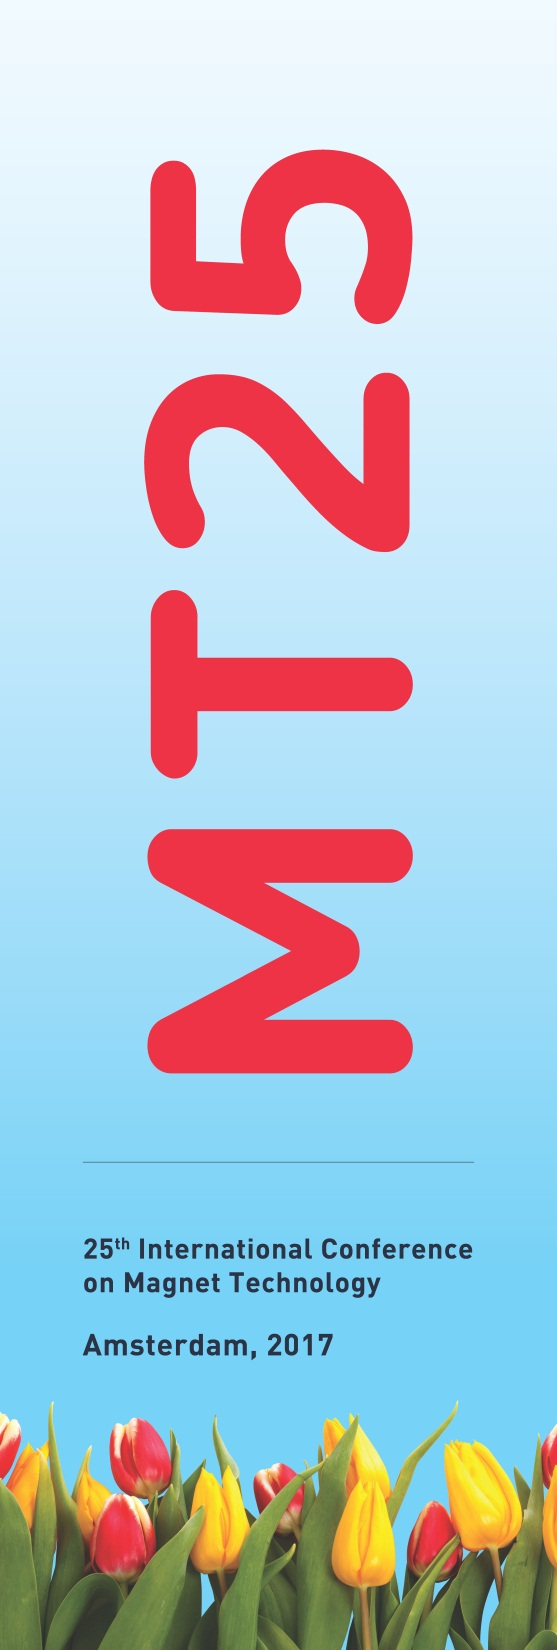 MT25
25th International Conference
on Magnet Technology
Amsterdam, 2017